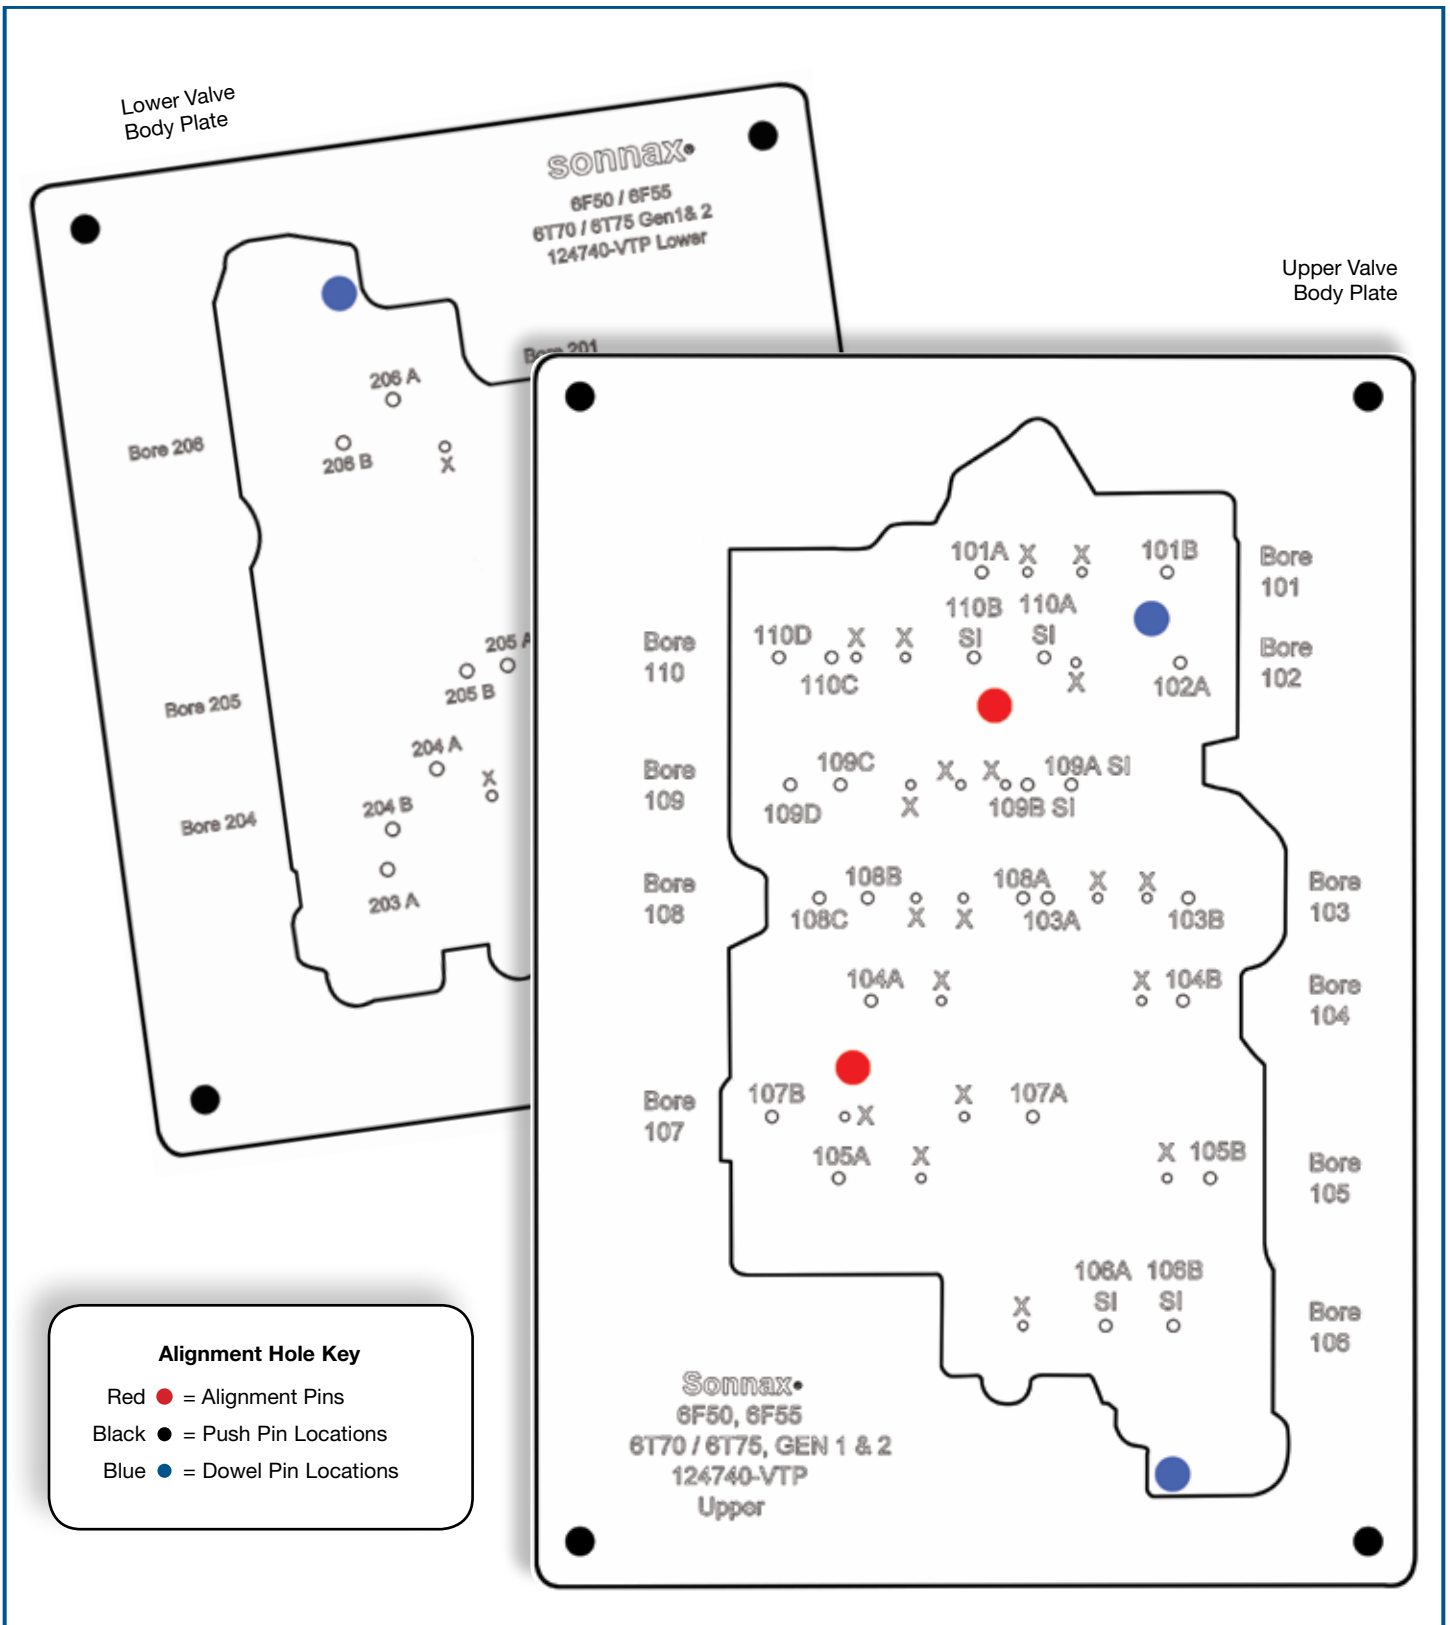 Lower Valve
Body Plate
sonnax®
6F50 / 6F55
6T70 / 6T75 Gen1& 2
124740-VTP Lower
Bore 201
206 A
Bore 206
206 B
X
205 A
205 B
Bore 205
204 A
X
204 B
Bore 204
203 A
Upper Valve
Body Plate
101A X X 101B
Bore
101
110B 110A
SI SI
110D X X
Bore
110
110C
X
102A
Bore
102
109C X X 109A SI
Bore
109
109D X 109B SI
108B 108A X X
Bore
108
108C X X 103A 103B
Bore
103
104A X X 104B
Bore
104
107B X X 107A
Bore
107
105A X X 105B
Bore
105
106A 106B
X SI SI
Bore
106
Sonnax®
6F50, 6F55
6T70 / 6T75, GEN 1 & 2
124740-VTP
Upper
Alignment Hole Key
Red = Alignment Pins
Black = Push Pin Locations
Blue = Dowel Pin Locations